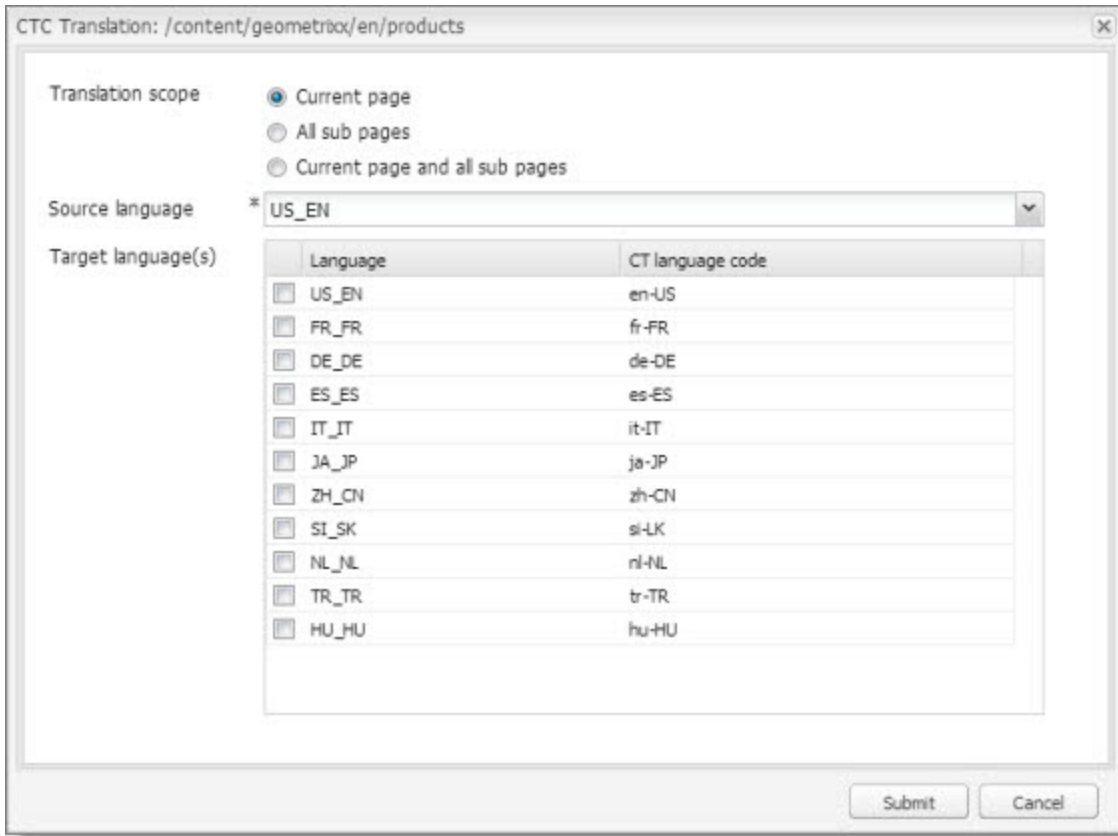 CTC Translation: /content/geometrixx/en/products
Translation scope
Current page
All sub pages
Current page and all sub pages
Source language * US_EN
Target language(s)
Language CT language code
US_EN en-US
FR_FR fr-FR
DE_DE de-DE
ES_ES es-ES
IT_IT it-IT
JA_JP ja-JP
ZH_CN zh-CN
SI_SK si-LK
NL_NL nl-NL
TR_TR tr-TR
HU_HU hu-HU
Submit Cancel